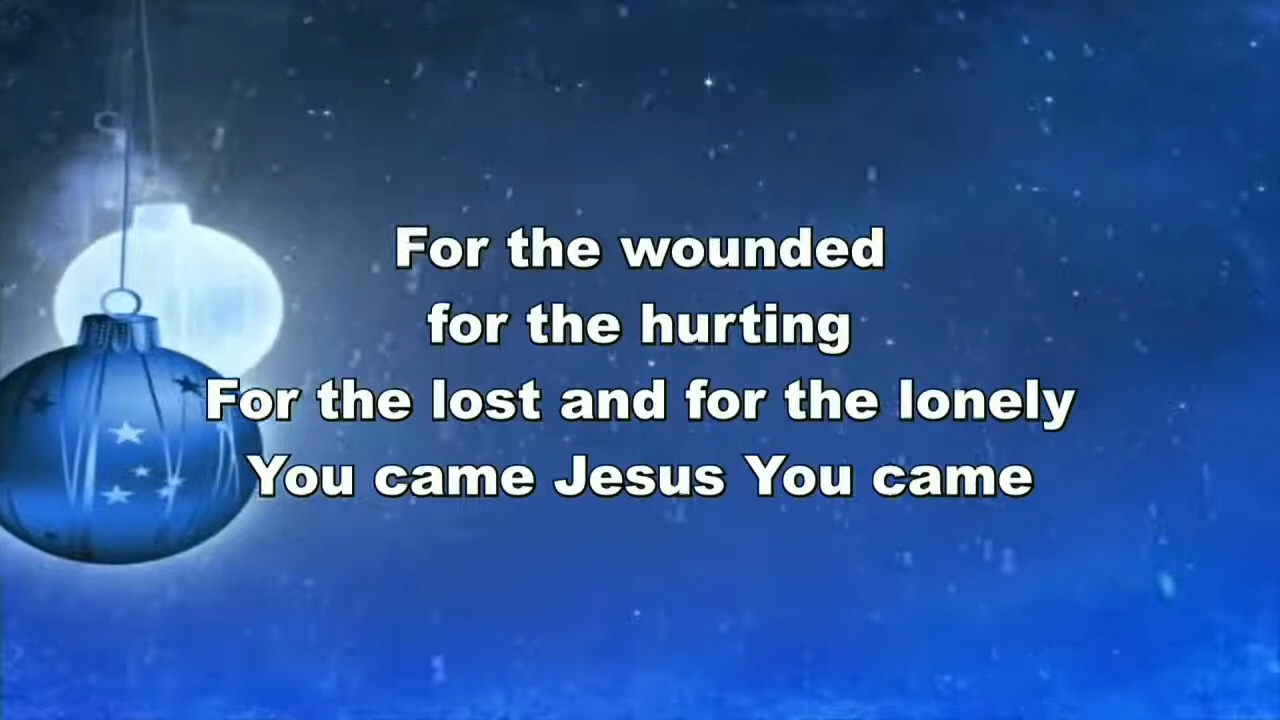 For the wounded
for the hurting
For the lost and for the lonely
You came Jesus You came